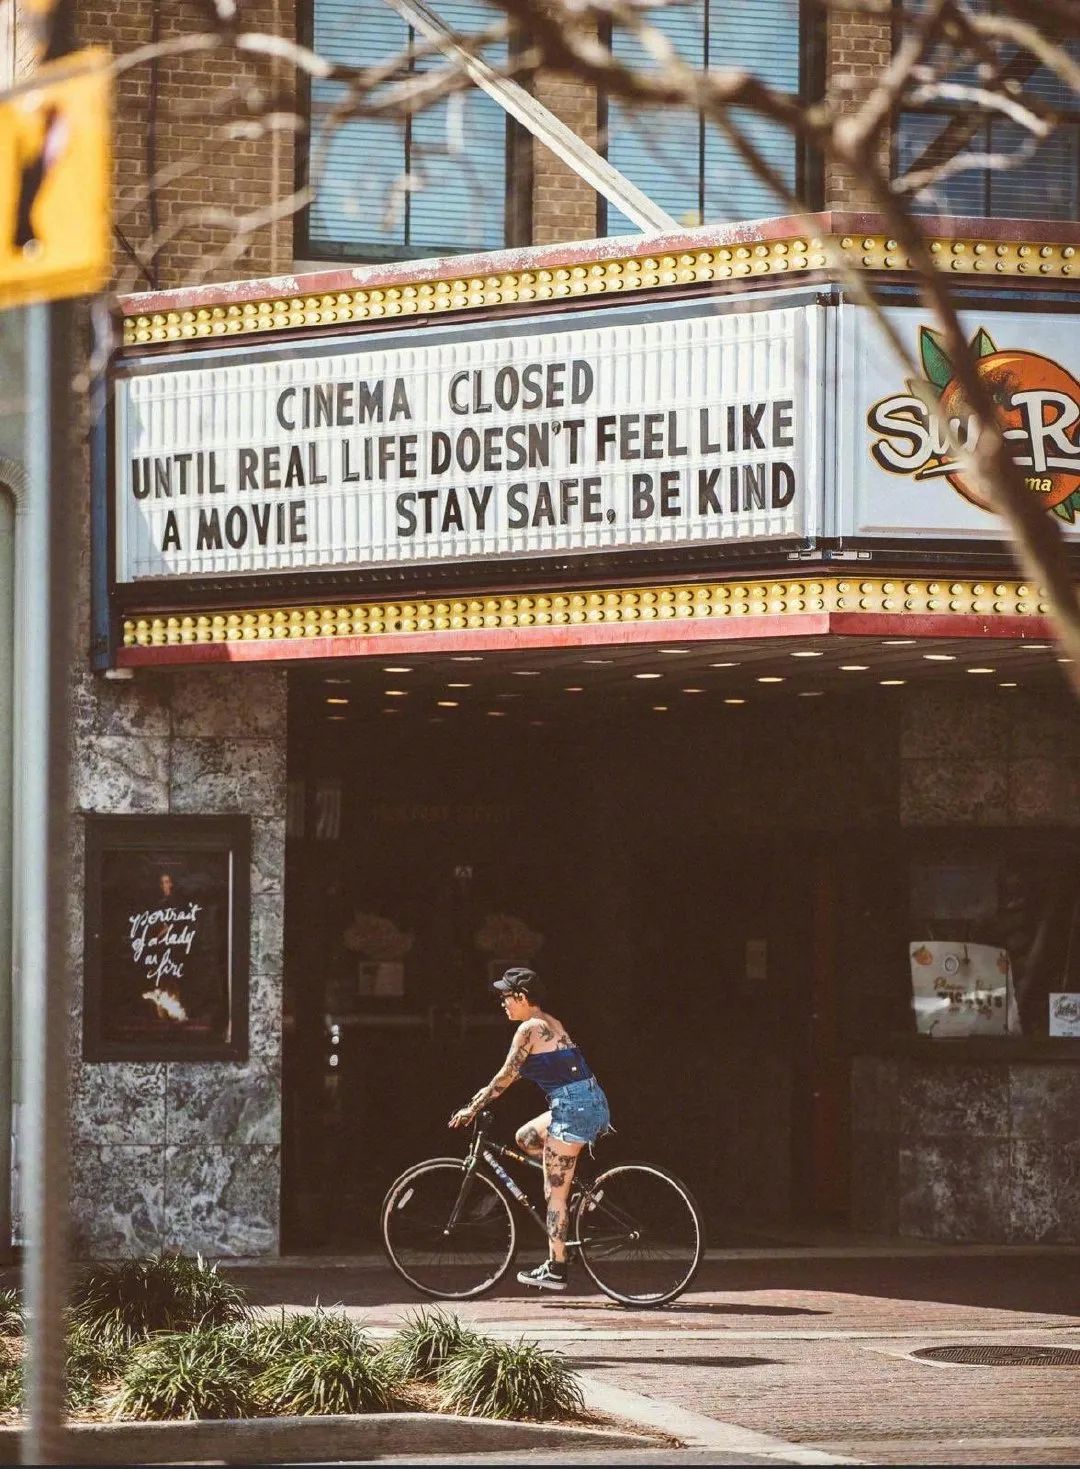 CINEMA CLOSED
UNTIL REAL LIFE DOESN'T FEEL LIKE
A MOVIE STAY SAFE. BE KIND
portrait
of a lady
on fire